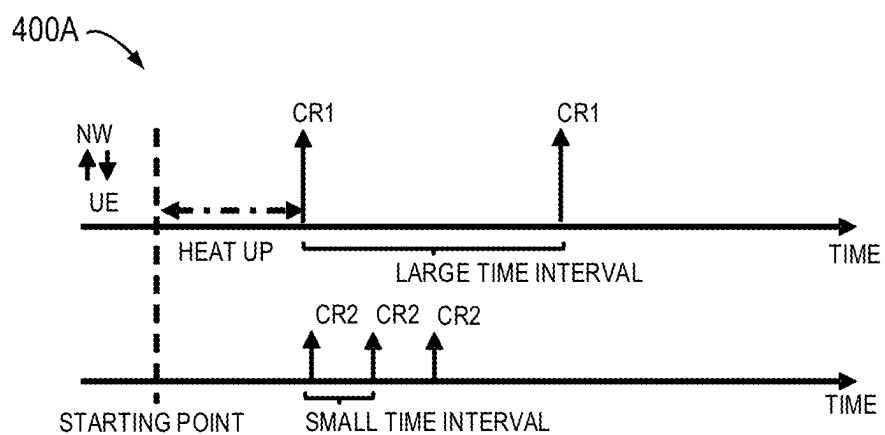 400A
CR1 CR1
NW
UE
HEAT UP
TIME
LARGE TIME INTERVAL
CR2 CR2 CR2
TIME
STARTING POINT SMALL TIME INTERVAL